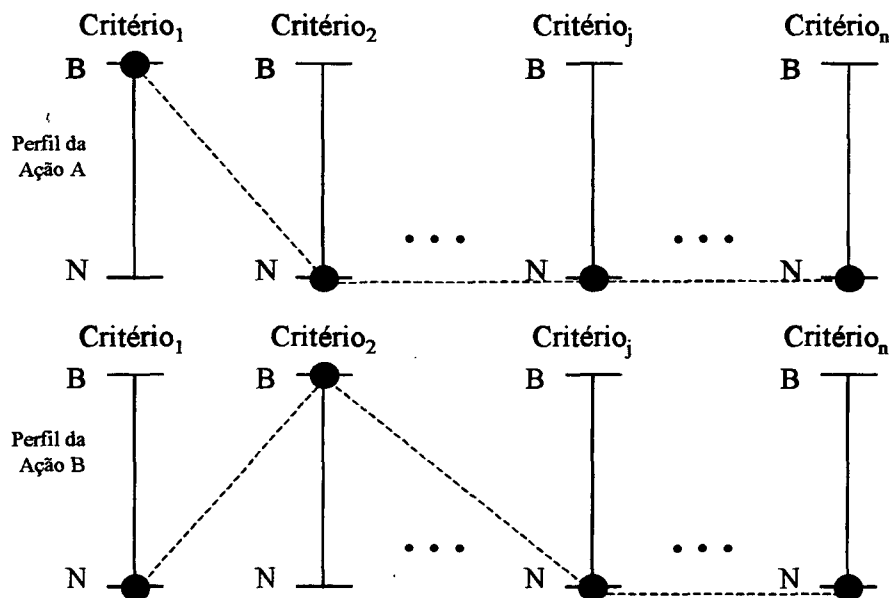 Critério₁ Critério₂ Critérioⱼ Critérioₙ
B B B B
Perfil da
Ação A
• • • • • •
N N N N
Critério₁ Critério₂ Critérioⱼ Critérioₙ
B B B B
Perfil da
Ação B
• • • • • •
N N N N